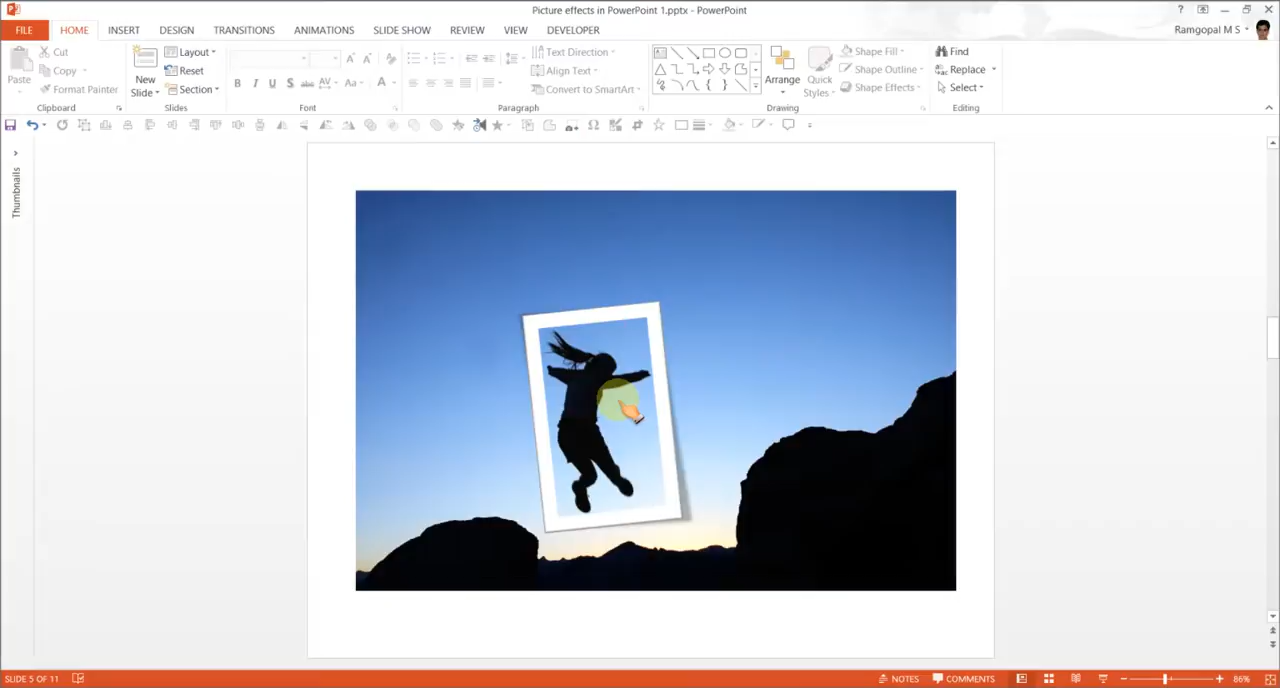 Picture effects in PowerPoint 1.pptx - PowerPoint
?
FILE HOME INSERT DESIGN TRANSITIONS ANIMATIONS SLIDE SHOW REVIEW VIEW DEVELOPER
Ramgopal M S
Paste
Cut
Copy
Format Painter
Clipboard
New
Slide
Layout
Reset
Section
Slides
B I U S abc AV Aa A
Font
Text Direction
Align Text
Convert to SmartArt
Paragraph
Arrange
Quick
Styles
Shape Fill
Shape Outline
Shape Effects
Drawing
Find
Replace
Select
Editing
Thumbnails
SLIDE 5 OF 11
NOTES
COMMENTS
86%